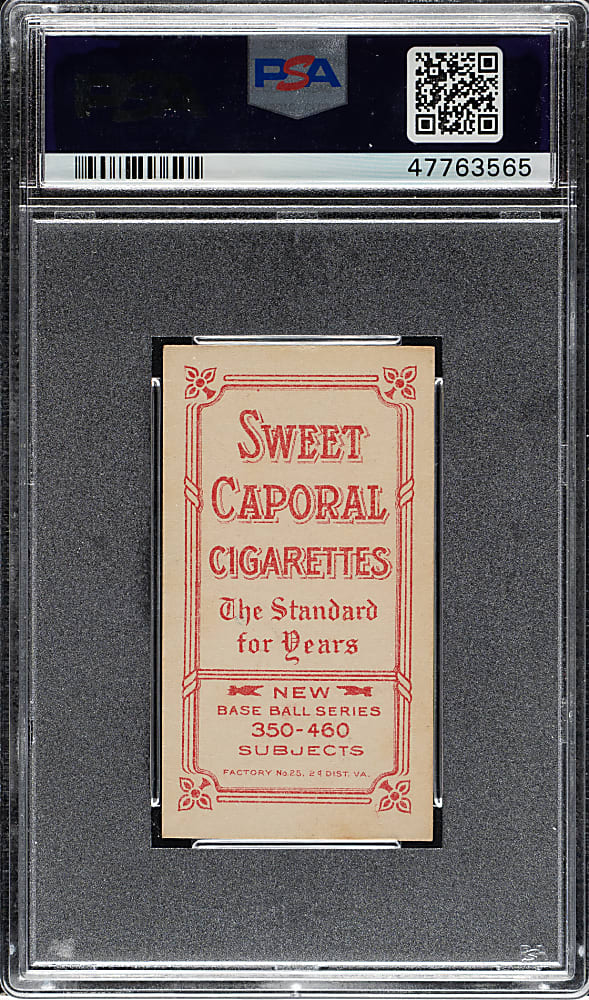 PSA
47763565
SWEET
CAPORAL
CIGARETTES
The Standard
for Years
NEW
BASE BALL SERIES
350-460
SUBJECTS
FACTORY No. 25, 2d DIST. VA.